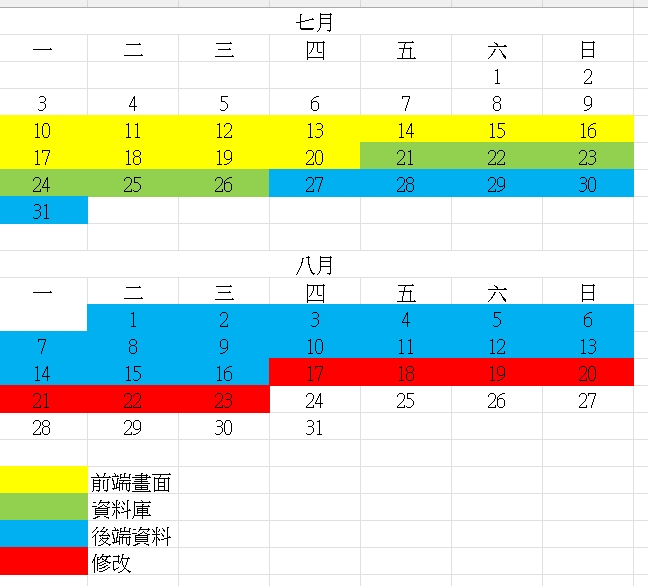 七月
一 二 三 四 五 六 日
1 2
3 4 5 6 7 8 9
10 11 12 13 14 15 16
17 18 19 20 21 22 23
24 25 26 27 28 29 30
31
八月
一 二 三 四 五 六 日
1 2 3 4 5 6
7 8 9 10 11 12 13
14 15 16 17 18 19 20
21 22 23 24 25 26 27
28 29 30 31
前端畫面
資料庫
後端資料
修改